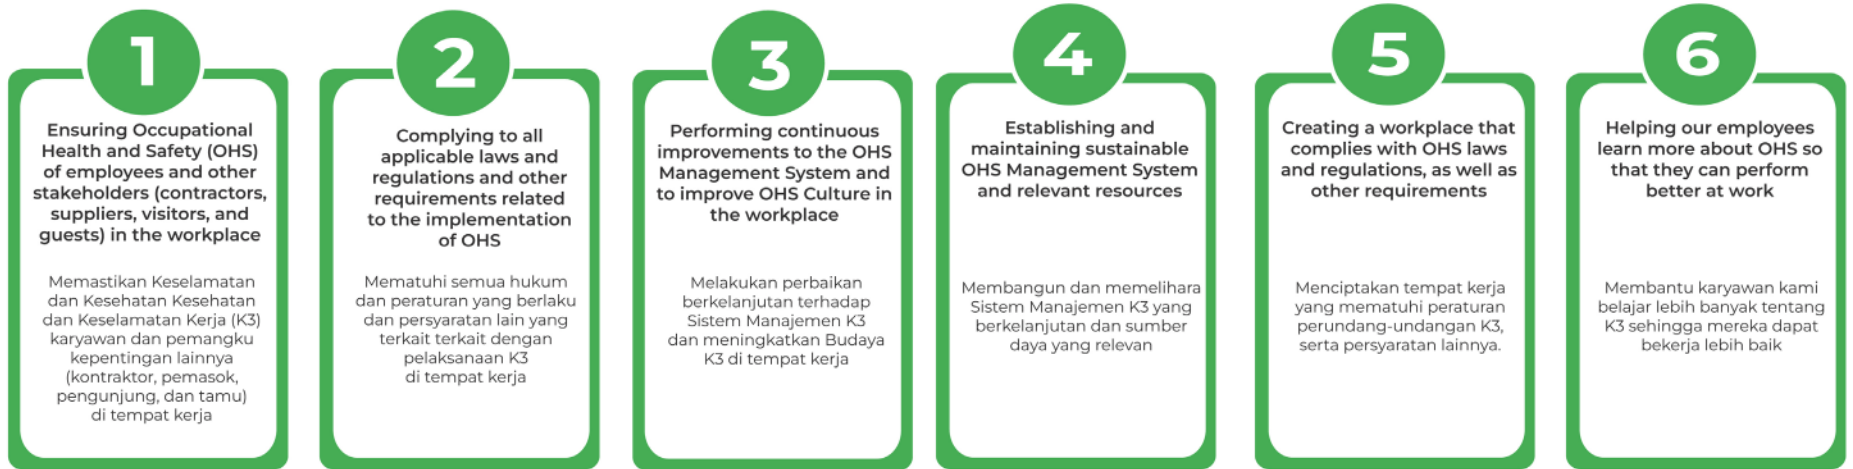 1
Ensuring Occupational
Health and Safety (OHS)
of employees and other
stakeholders (contractors,
suppliers, visitors, and
guests) in the workplace
Memastikan Keselamatan
dan Kesehatan Kesehatan
dan Keselamatan Kerja (K3)
karyawan dan pemangku
kepentingan lainnya
(kontraktor, pemasok,
pengunjung, dan tamu)
di tempat kerja
2
Complying to all
applicable laws and
regulations and other
requirements related
to the implementation
of OHS
Mematuhi semua hukum
dan peraturan yang berlaku
dan persyaratan lain yang
terkait terkait dengan
pelaksanaan K3
di tempat kerja
3
Performing continuous
improvements to the OHS
Management System and
to improve OHS Culture in
the workplace
Melakukan perbaikan
berkelanjutan terhadap
Sistem Manajemen K3
dan meningkatkan Budaya
K3 di tempat kerja
4
Establishing and
maintaining sustainable
OHS Management System
and relevant resources
Membangun dan memelihara
Sistem Manajemen K3 yang
berkelanjutan dan sumber
daya yang relevan
5
Creating a workplace that
complies with OHS laws
and regulations, as well as
other requirements
Menciptakan tempat kerja
yang mematuhi peraturan
perundang-undangan K3,
serta persyaratan lainnya.
6
Helping our employees
learn more about OHS so
that they can perform
better at work
Membantu karyawan kami
belajar lebih banyak tentang
K3 sehingga mereka dapat
bekerja lebih baik